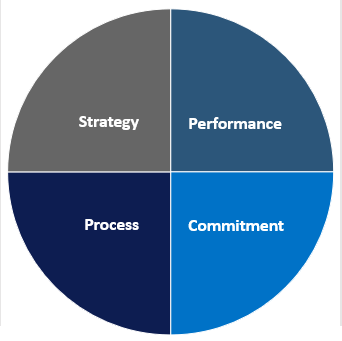 Strategy
Performance
Process
Commitment